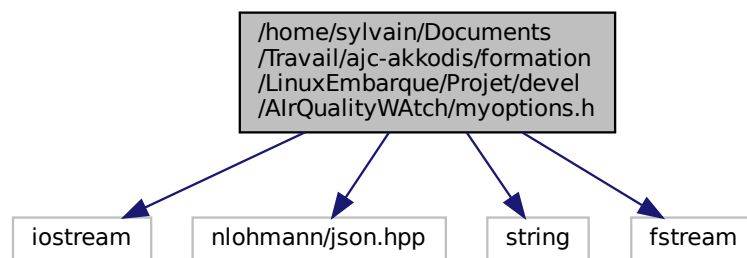 /home/sylvain/Documents
/Travail/ajc-akkodis/formation
/LinuxEmbarque/Projet/devel
/AIrQualityWAtch/myoptions.h
iostream
nlohmann/json.hpp
string
fstream